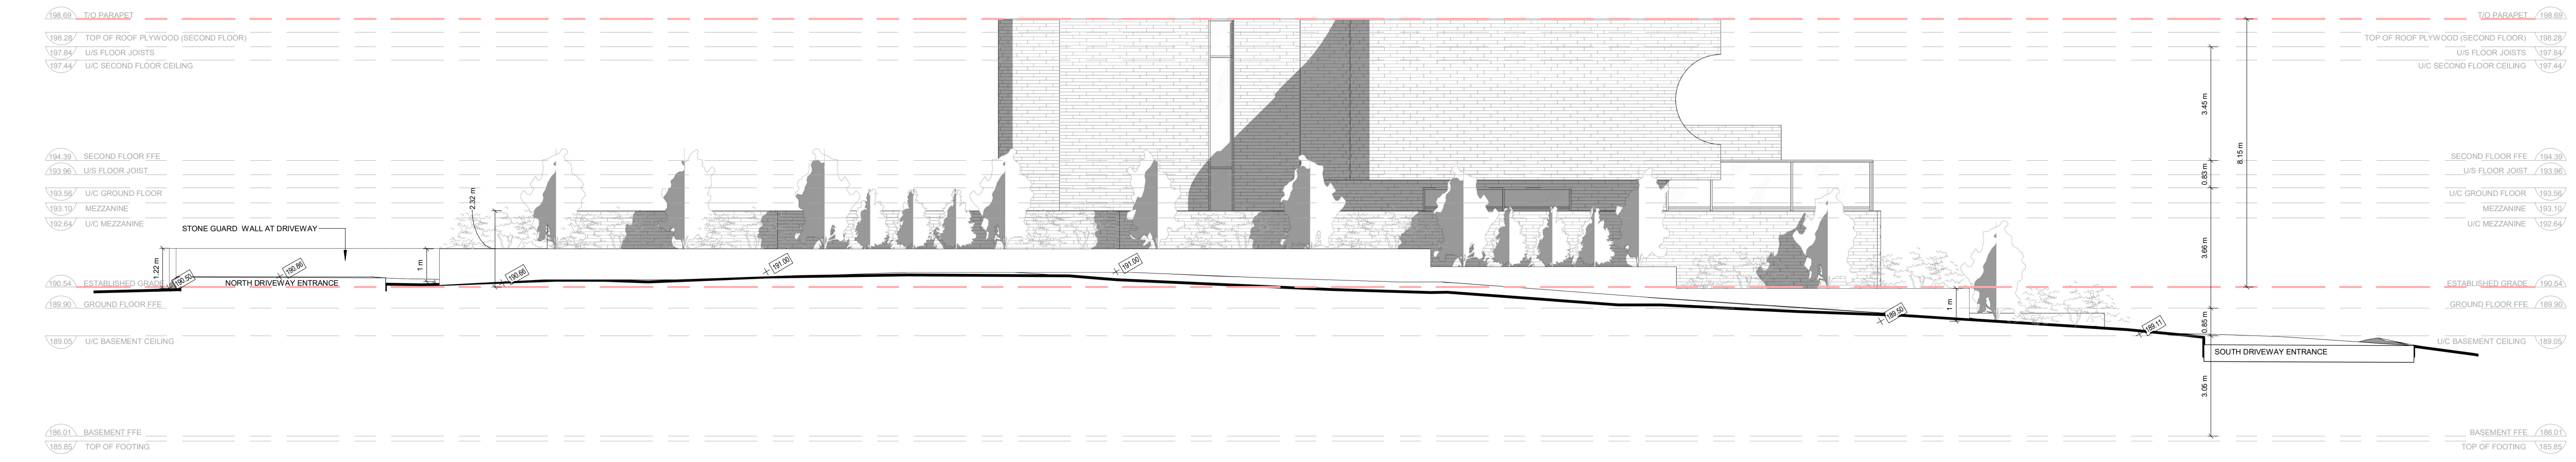 198.69 T/O PARAPET
198.28 TOP OF ROOF PLYWOOD (SECOND FLOOR)
197.84 U/S FLOOR JOISTS
197.44 U/C SECOND FLOOR CEILING
194.39 SECOND FLOOR FFE
193.96 U/S FLOOR JOIST
193.56 U/C GROUND FLOOR
193.10 MEZZANINE
192.64 U/C MEZZANINE
190.54 ESTABLISHED GRADE
189.90 GROUND FLOOR FFE
189.05 U/C BASEMENT CEILING
186.01 BASEMENT FFE
185.85 TOP OF FOOTING
STONE GUARD WALL AT DRIVEWAY
1.22 m
190.50
190.86
NORTH DRIVEWAY ENTRANCE
1 m
2.32 m
190.66
191.00
191.00
189.50
1 m
189.11
SOUTH DRIVEWAY ENTRANCE
3.45 m
0.83 m
3.66 m
0.85 m
3.05 m
8.15 m
T/O PARAPET 198.69
TOP OF ROOF PLYWOOD (SECOND FLOOR) 198.28
U/S FLOOR JOISTS 197.84
U/C SECOND FLOOR CEILING 197.44
SECOND FLOOR FFE 194.39
U/S FLOOR JOIST 193.96
U/C GROUND FLOOR 193.56
MEZZANINE 193.10
U/C MEZZANINE 192.64
ESTABLISHED GRADE 190.54
GROUND FLOOR FFE 189.90
U/C BASEMENT CEILING 189.05
BASEMENT FFE 186.01
TOP OF FOOTING 185.85